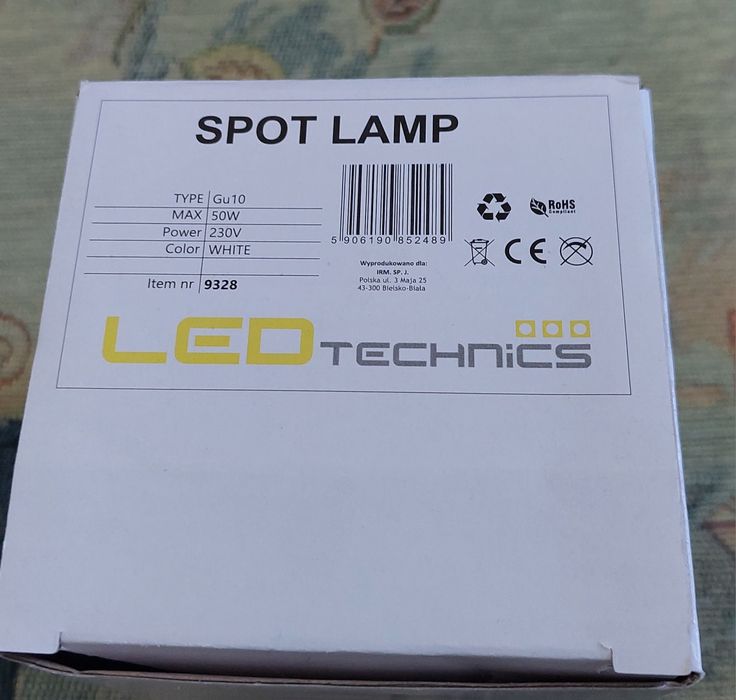 SPOT LAMP
TYPE Gu10
MAX 50W
Power 230V
Color WHITE
Item nr 9328
5 906190 852489
Wyprodukowano dla:
IRM. SP. J.
Polska ul. 3 Maja 25
43-300 Bielsko-Biała
RoHS
Compliant
CE
LED TECHNiCS